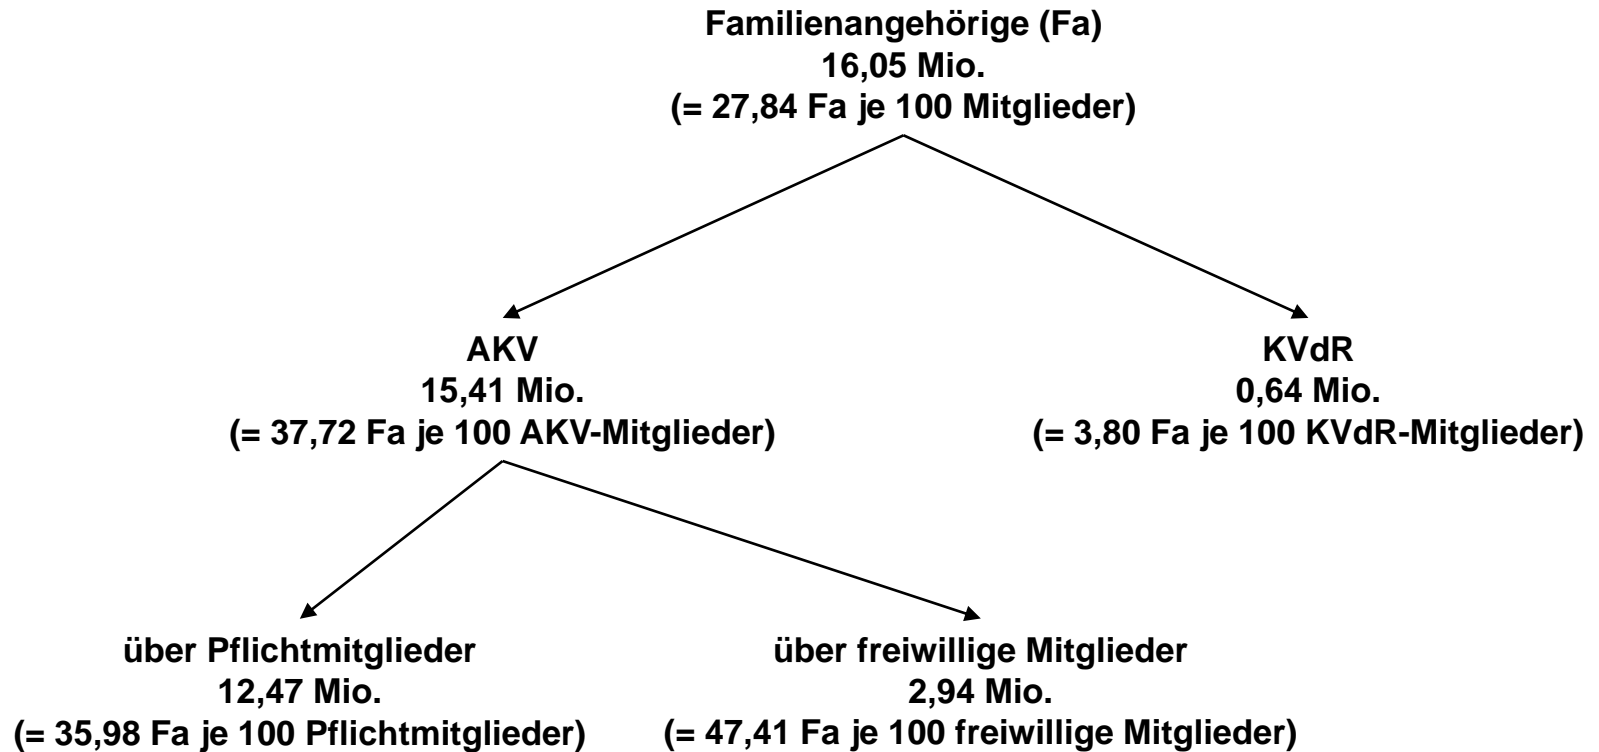 Familienangehörige (Fa)
16,05 Mio.
(= 27,84 Fa je 100 Mitglieder)
AKV
15,41 Mio.
(= 37,72 Fa je 100 AKV-Mitglieder)
KVdR
0,64 Mio.
(= 3,80 Fa je 100 KVdR-Mitglieder)
über Pflichtmitglieder
12,47 Mio.
(= 35,98 Fa je 100 Pflichtmitglieder)
über freiwillige Mitglieder
2,94 Mio.
(= 47,41 Fa je 100 freiwillige Mitglieder)